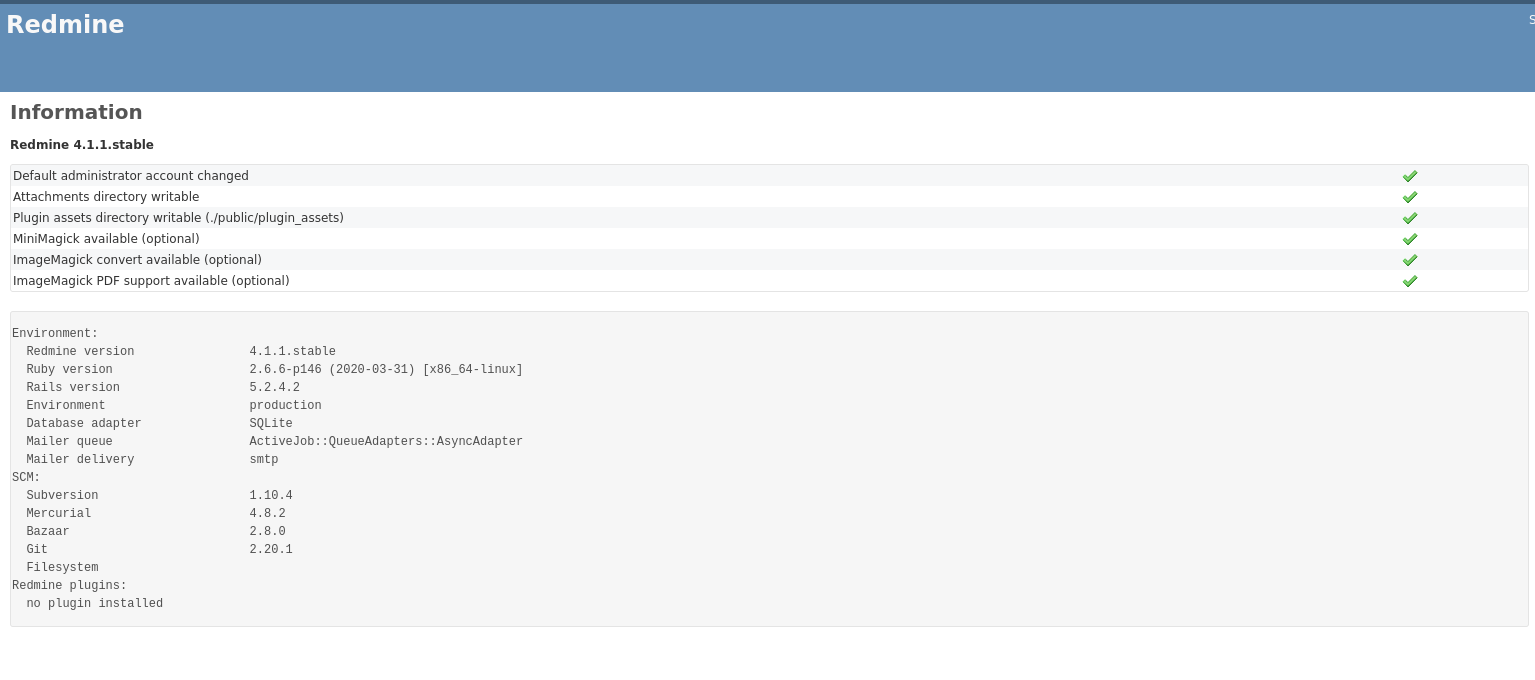 Redmine
Information
Redmine 4.1.1.stable
Default administrator account changed
Attachments directory writable
Plugin assets directory writable (./public/plugin_assets)
MiniMagick available (optional)
ImageMagick convert available (optional)
ImageMagick PDF support available (optional)
Environment:
  Redmine version                4.1.1.stable
  Ruby version                   2.6.6-p146 (2020-03-31) [x86_64-linux]
  Rails version                  5.2.4.2
  Environment                    production
  Database adapter               SQLite
  Mailer queue                   ActiveJob::QueueAdapters::AsyncAdapter
  Mailer delivery                smtp
SCM:
  Subversion                     1.10.4
  Mercurial                      4.8.2
  Bazaar                         2.8.0
  Git                            2.20.1
  Filesystem
Redmine plugins:
  no plugin installed